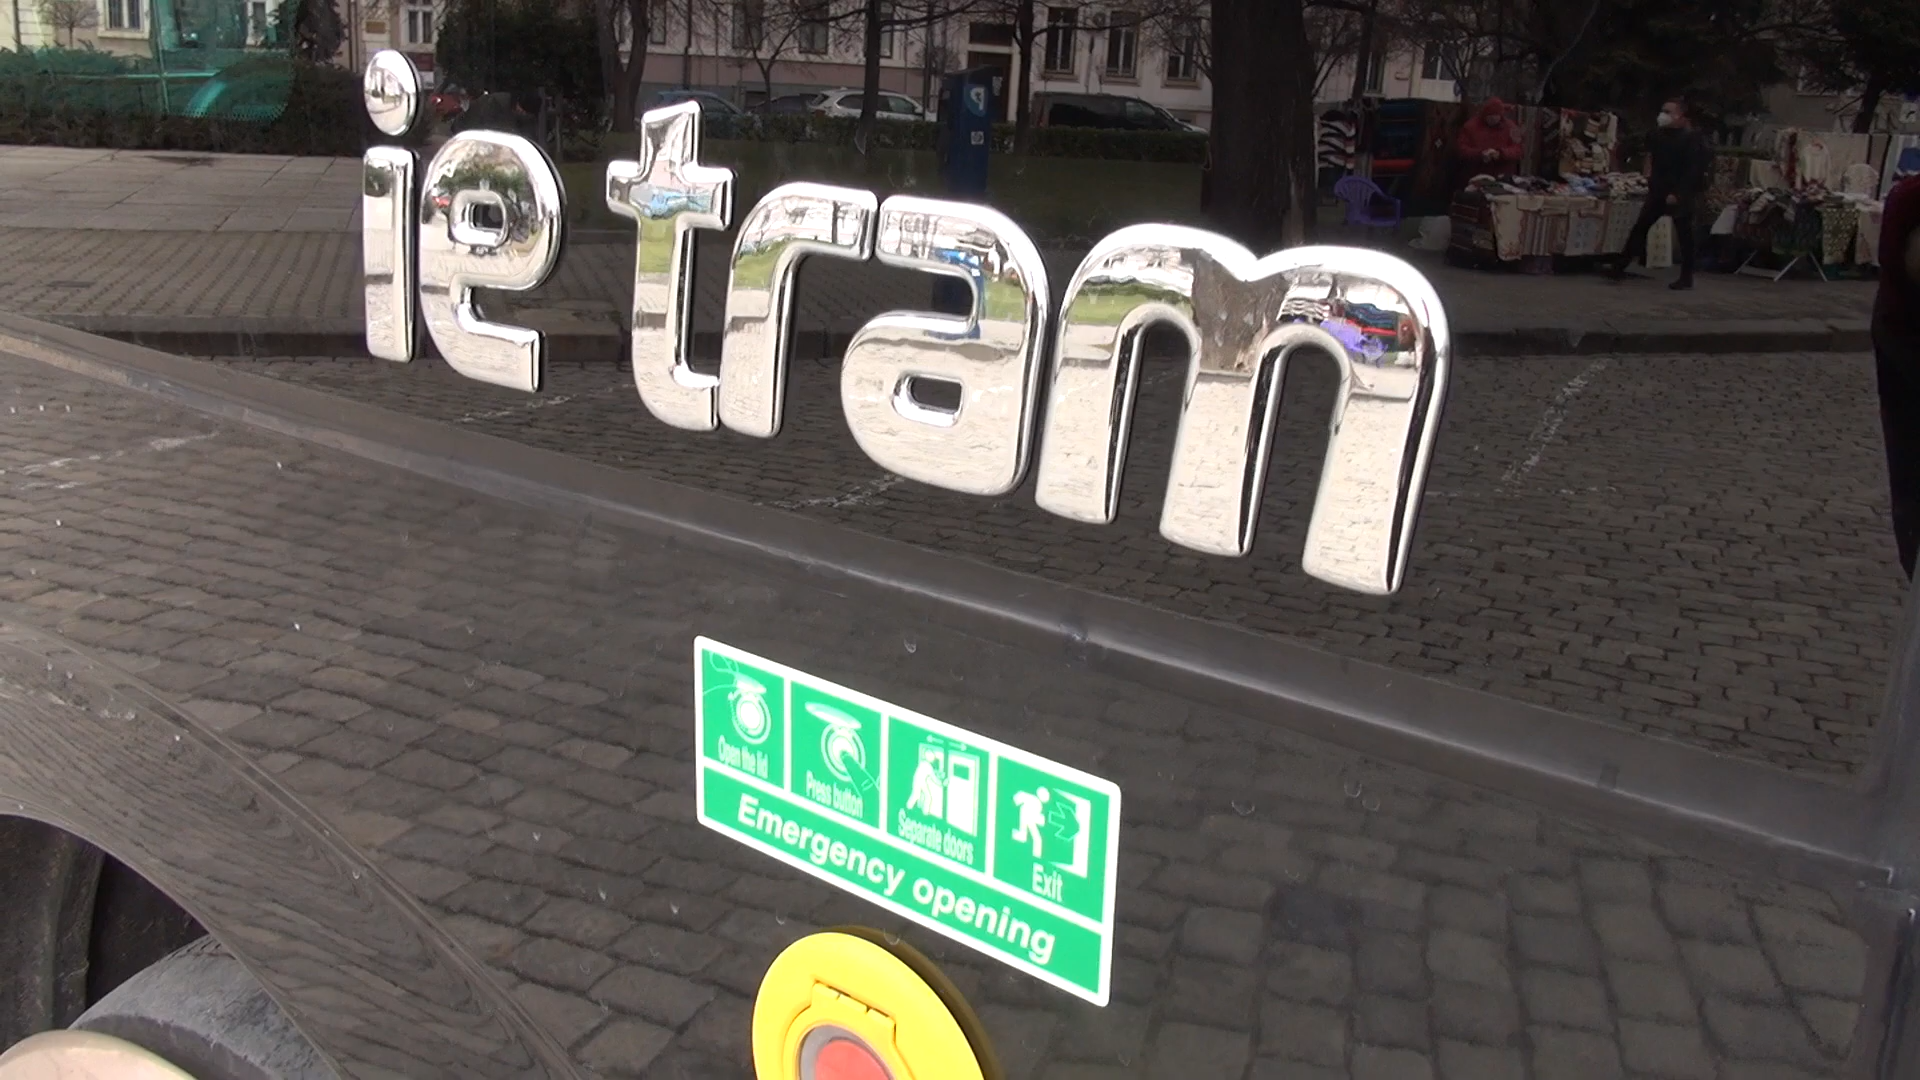 ie tram
Open the lid
Press button
Separate doors
Exit
Emergency opening